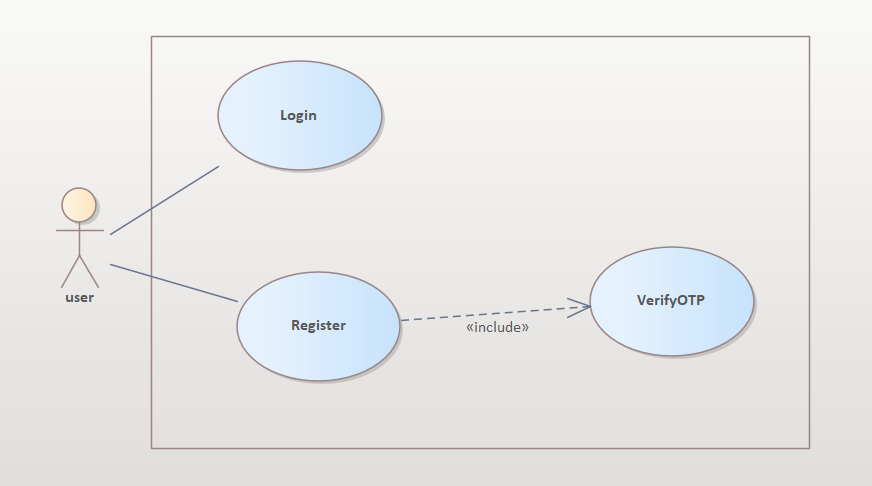 Login
user
Register
«include»
VerifyOTP